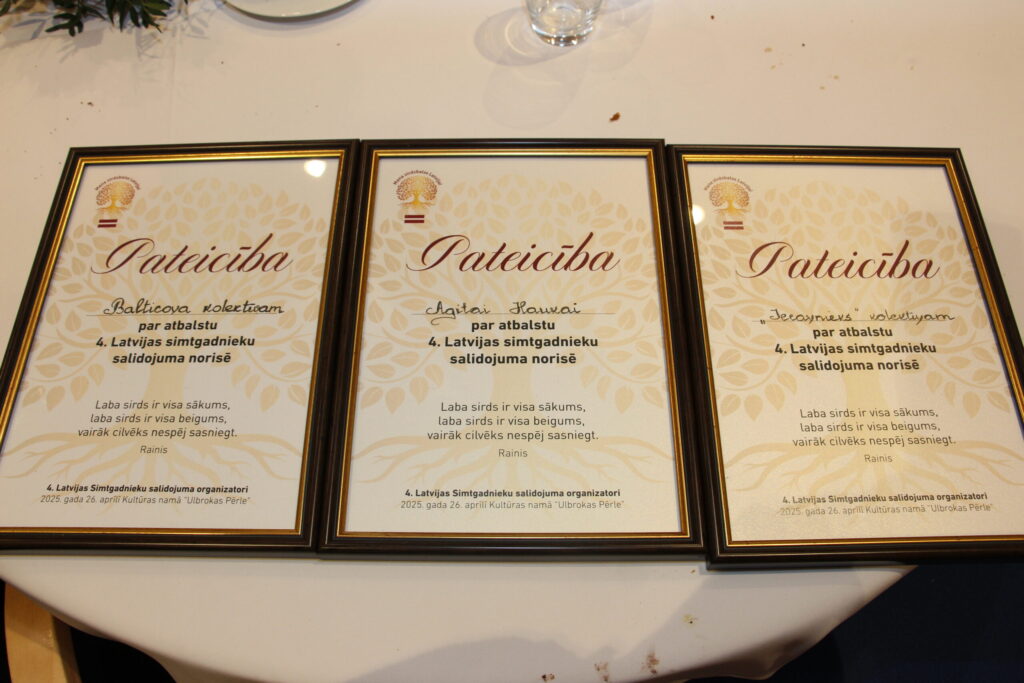 Mazra
Pateicība
Balticova kolektīvam
par atbalstu
4. Latvijas simtgadnieku
salidojuma norisē
Laba sirds ir visa sākums,
laba sirds ir visa beigums,
vairāk cilvēks nespēj sasniegt.
Rainis
4. Latvijas Simtgadnieku salidojuma organizatori
2025. gada 26. aprīlī Kultūras namā "Ulbrokas Pērle"
Pateicība
Agitai Haukai
par atbalstu
4. Latvijas simtgadnieku
salidojuma norisē
Laba sirds ir visa sākums,
laba sirds ir visa beigums,
vairāk cilvēks nespēj sasniegt.
Rainis
4. Latvijas Simtgadnieku salidojuma organizatori
2025. gada 26. aprīlī Kultūras namā "Ulbrokas Pērle"
Pateicība
kolektīvam
par atbalstu
4. Latvijas simtgadnieku
salidojuma norisē
Laba sirds ir visa sākums,
laba sirds ir visa beigums,
vairāk cilvēks nespēj sasniegt.
Rainis
4. Latvijas Simtgadnieku salidojuma organizatori
2025. gada 26. aprīlī Kultūras namā "Ulbrokas Pērle"